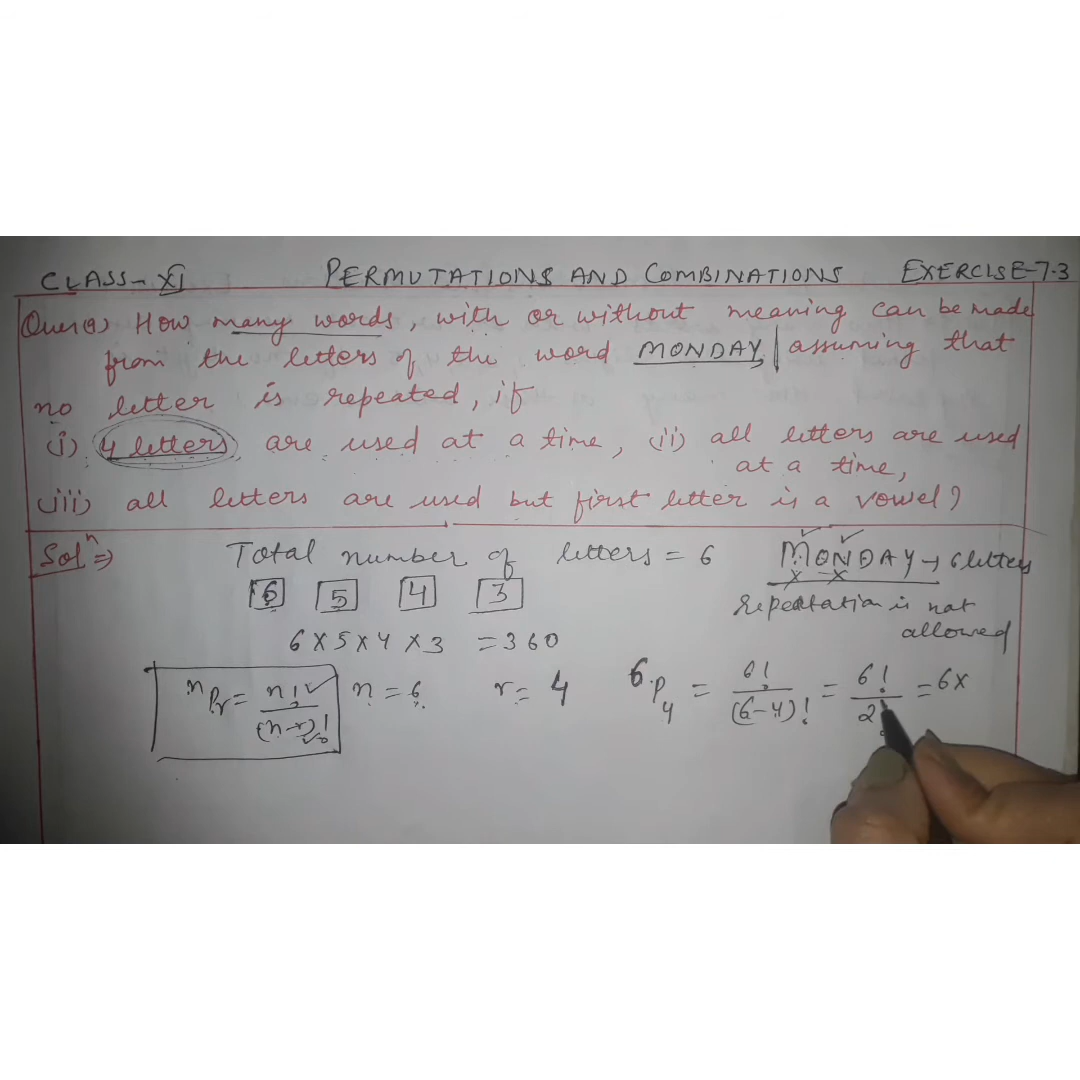 CLASS-XI PERMUTATIONS AND COMBINATIONS EXERCISE-7.3
Ques(9) How many words, with or without meaning can be made
from the letters of the word MONDAY, assuming that
no letter is repeated, if
(i) 4 letters are used at a time, (ii) all letters are used
at a time,
(iii) all letters are used but first letter is a vowel?
Solⁿ⇒ Total number of letters = 6 MONDAY → 6 letters
6 5 4 3 repeatation is not
allowed
6 X 5 X 4 X 3 = 360
ⁿPr = n!/(n-r)! n = 6 r = 4 ⁶P₄ = 6!/(6-4)! = 6!/2! = 6X